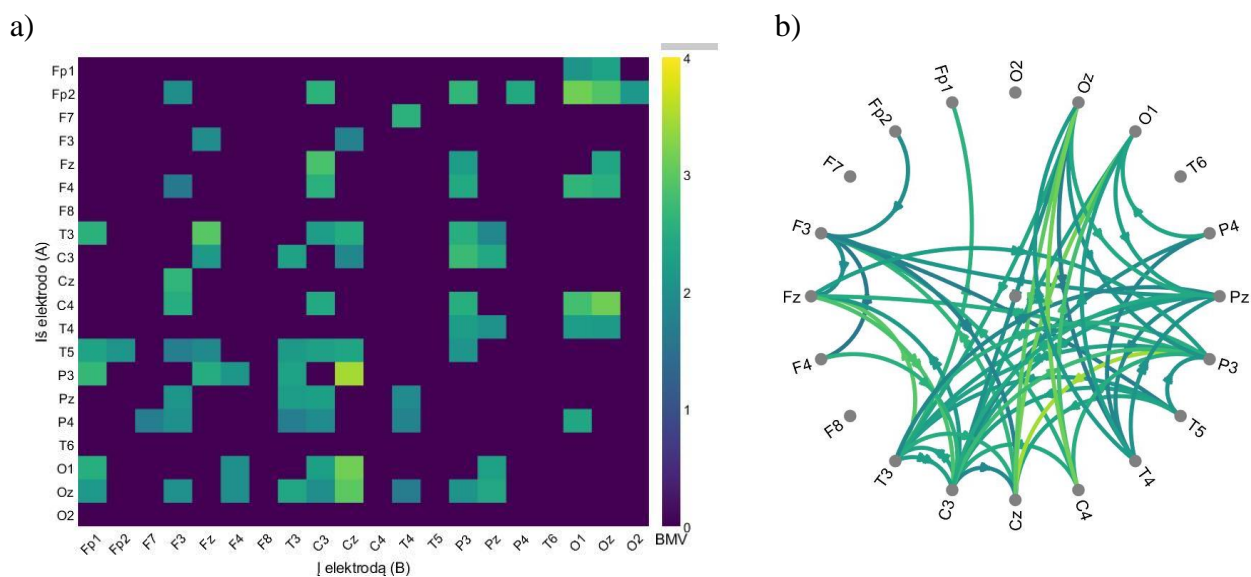 a)
b)
Iš elektrodo (A)
Fp1
Fp2
F7
F3
Fz
F4
F8
T3
C3
Cz
C4
T4
T5
P3
Pz
P4
T6
O1
Oz
O2
Fp1 Fp2 F7 F3 Fz F4 F8 T3 C3 Cz C4 T4 T5 P3 Pz P4 T6 O1 Oz O2
Į elektrodą (B)
4
3
2
1
0
BMV
O2
Oz
O1
T6
P4
Pz
P3
T5
T4
C4
Cz
C3
T3
F8
F4
Fz
F3
F7
Fp2
Fp1